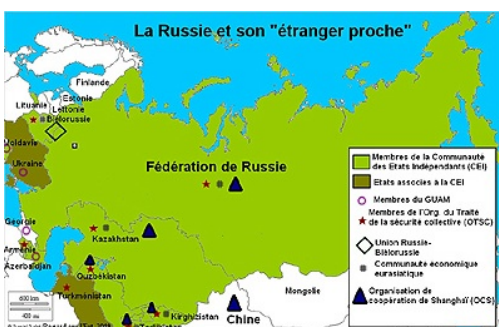 La Russie et son "étranger proche"
Finlande
Estonie
Lettonie
Lituanie
Biélorussie
Moldavie
Ukraine
Fédération de Russie
Géorgie
Arménie
Azerbaïdjan
Kazakhstan
Ouzbékistan
Turkménistan
Kirghizistan
Mongolie
Chine
Membres de la Communauté
des Etats Indépendants (CEI)
Etats associés à la CEI
Membres du GUAM
Membres de l'Org. du Traité
de la sécurité collective (OTSC)
Union Russie-
Biélorussie
Communauté économique
eurasiatique
Organisation de
coopération de Shanghaï (OCS)
400 mi